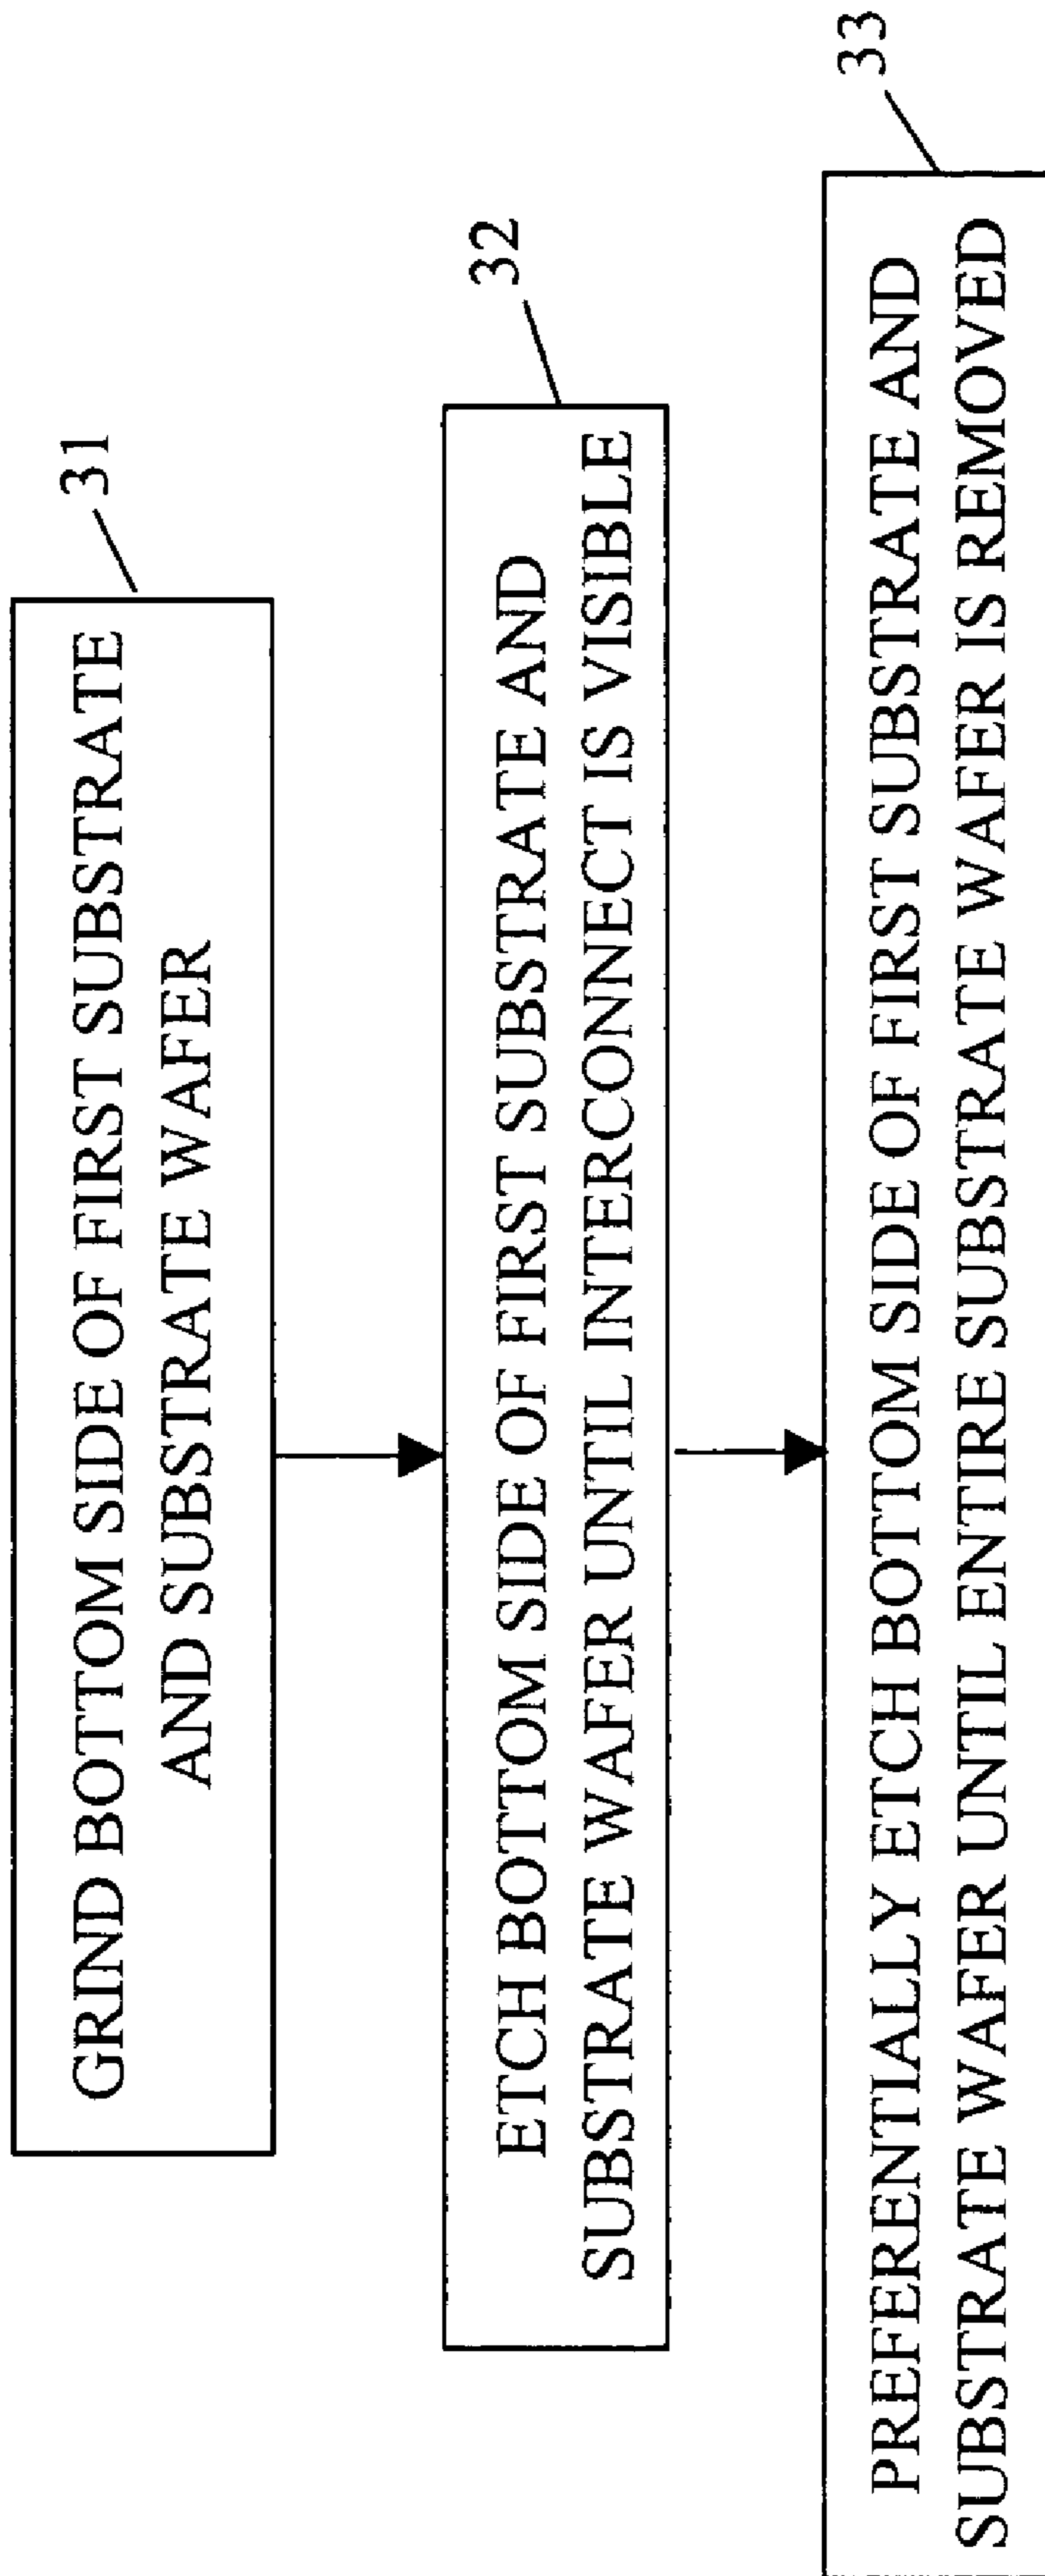 GRIND BOTTOM SIDE OF FIRST SUBSTRATE
AND SUBSTRATE WAFER
31
ETCH BOTTOM SIDE OF FIRST SUBSTRATE AND
SUBSTRATE WAFER UNTIL INTERCONNECT IS VISIBLE
32
PREFERENTIALLY ETCH BOTTOM SIDE OF FIRST SUBSTRATE AND
SUBSTRATE WAFER UNTIL ENTIRE SUBSTRATE WAFER IS REMOVED
33